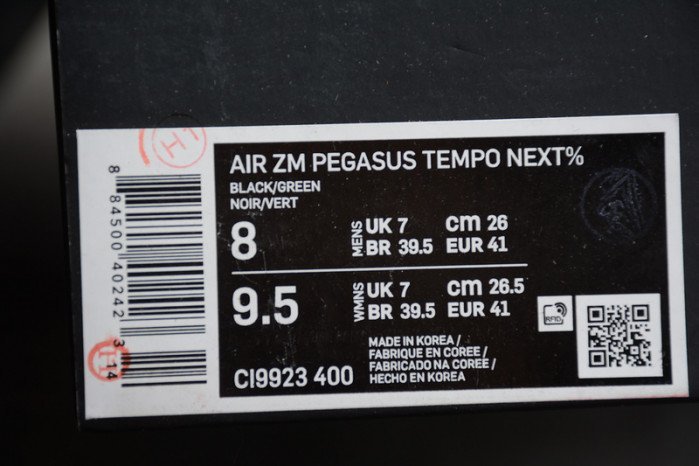 AIR ZM PEGASUS TEMPO NEXT%
BLACK/GREEN
NOIR/VERT
8
MENS
UK 7 cm 26
BR 39.5 EUR 41
9.5
WMNS
UK 7 cm 26.5
BR 39.5 EUR 41
CI9923 400
MADE IN KOREA/
FABRIQUE EN COREE/
FABRICADO NA COREE/
HECHO EN KOREA
RFID
8 84500 40242 3 14
H1
H